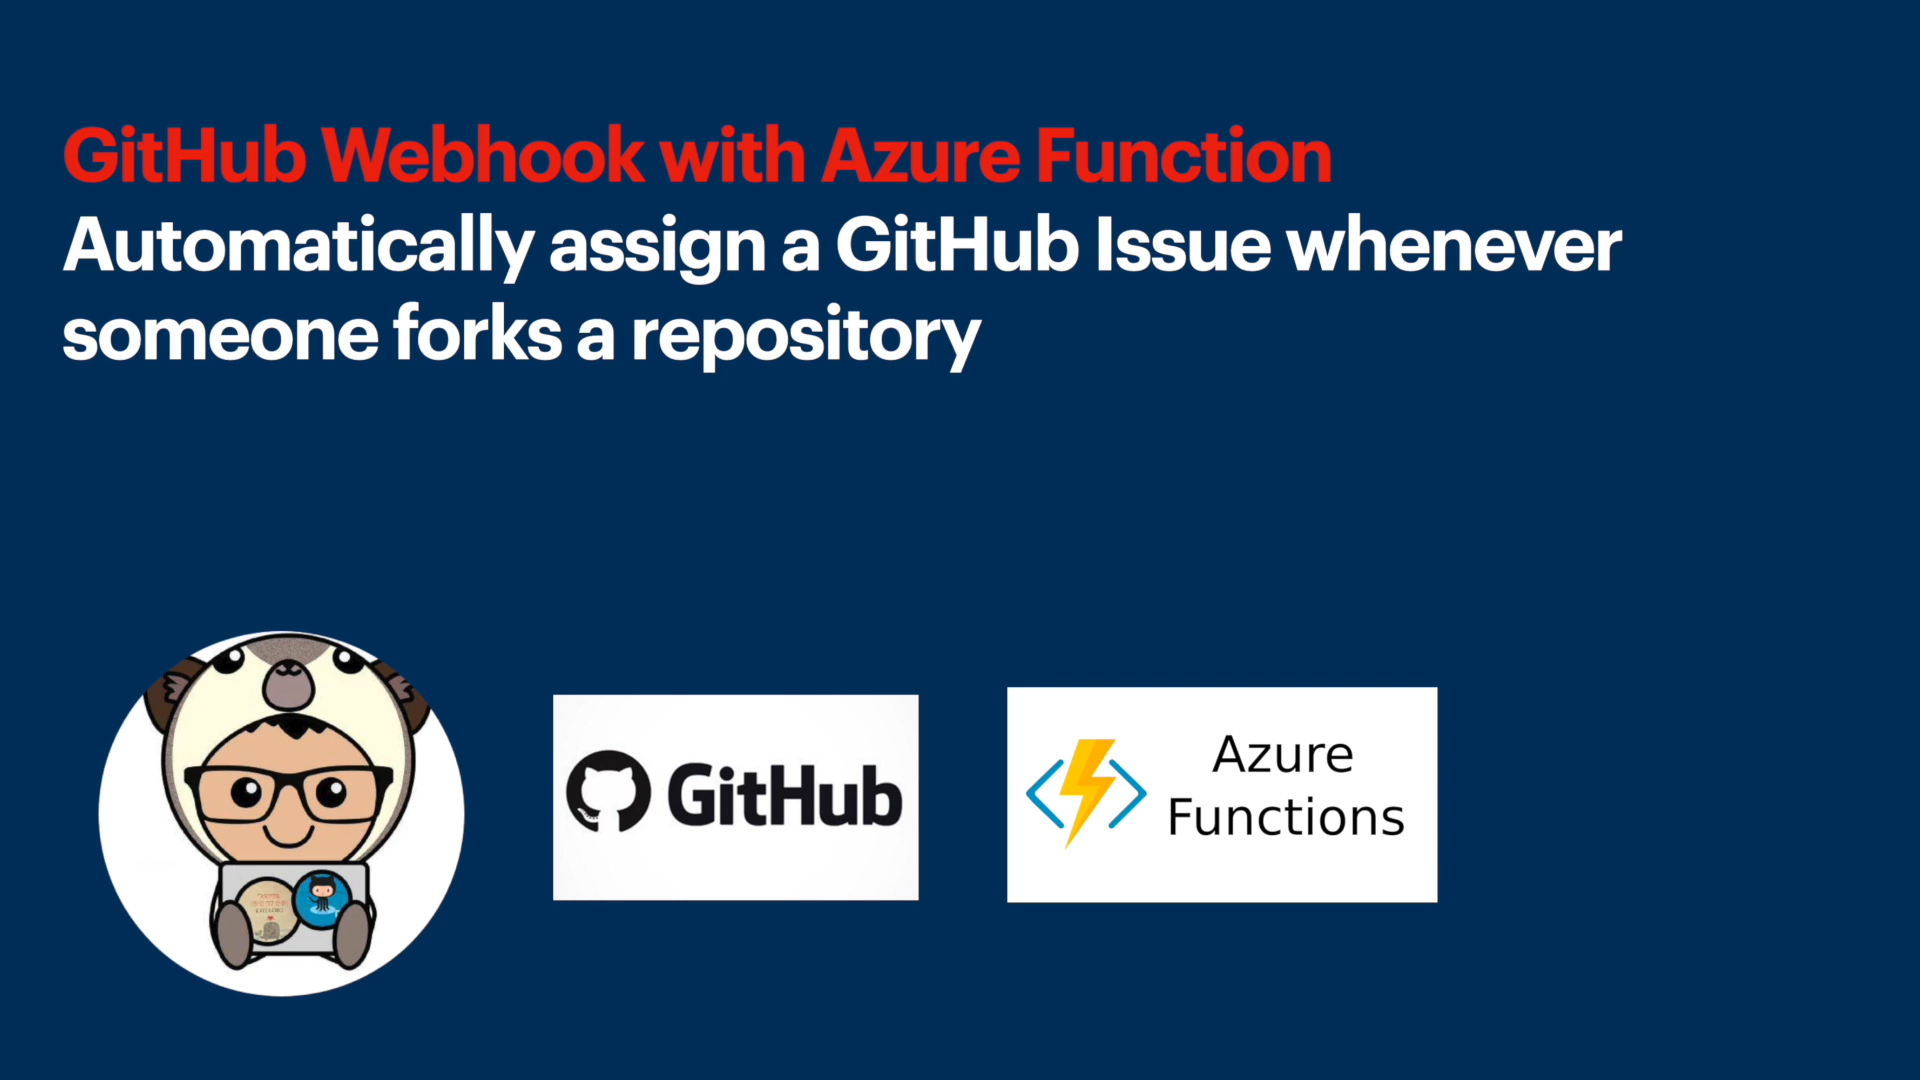 GitHub Webhook with Azure Function
Automatically assign a GitHub Issue whenever
someone forks a repository
GitHub
Azure
Functions